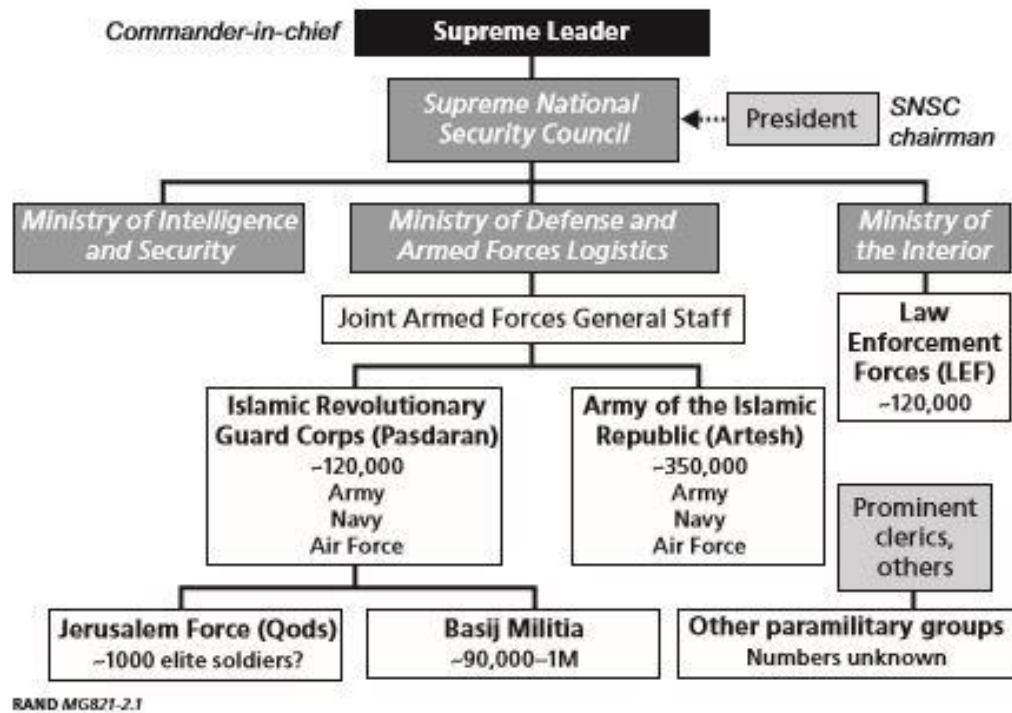 Commander-in-chief
Supreme Leader
Supreme National
Security Council
President
SNSC
chairman
Ministry of Intelligence
and Security
Ministry of Defense and
Armed Forces Logistics
Ministry of
the Interior
Joint Armed Forces General Staff
Law
Enforcement
Forces (LEF)
~120,000
Islamic Revolutionary
Guard Corps (Pasdaran)
~120,000
Army
Navy
Air Force
Army of the Islamic
Republic (Artesh)
~350,000
Army
Navy
Air Force
Prominent
clerics,
others
Jerusalem Force (Qods)
~1000 elite soldiers?
Basij Militia
~90,000–1M
Other paramilitary groups
Numbers unknown
RAND MG821-2.1